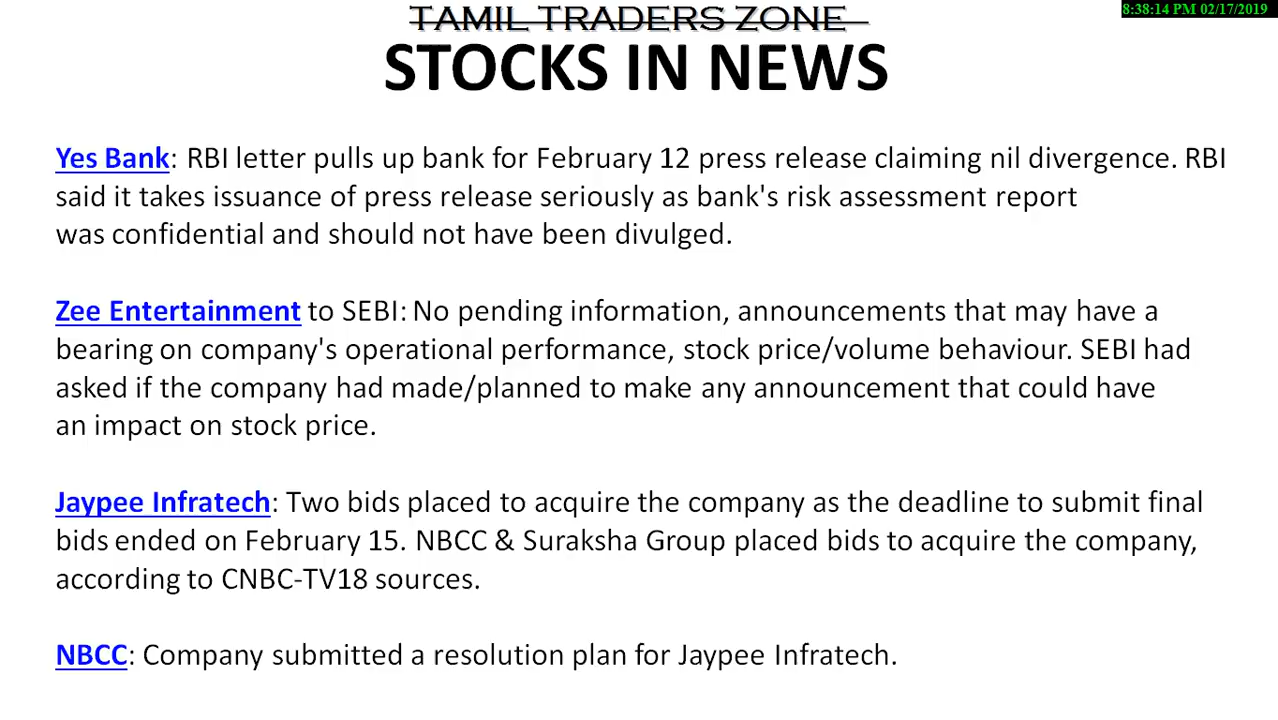 TAMIL TRADERS ZONE
8:38:14 PM 02/17/2019
STOCKS IN NEWS
Yes Bank: RBI letter pulls up bank for February 12 press release claiming nil divergence. RBI
said it takes issuance of press release seriously as bank's risk assessment report
was confidential and should not have been divulged.
Zee Entertainment to SEBI: No pending information, announcements that may have a
bearing on company's operational performance, stock price/volume behaviour. SEBI had
asked if the company had made/planned to make any announcement that could have
an impact on stock price.
Jaypee Infratech: Two bids placed to acquire the company as the deadline to submit final
bids ended on February 15. NBCC & Suraksha Group placed bids to acquire the company,
according to CNBC-TV18 sources.
NBCC: Company submitted a resolution plan for Jaypee Infratech.